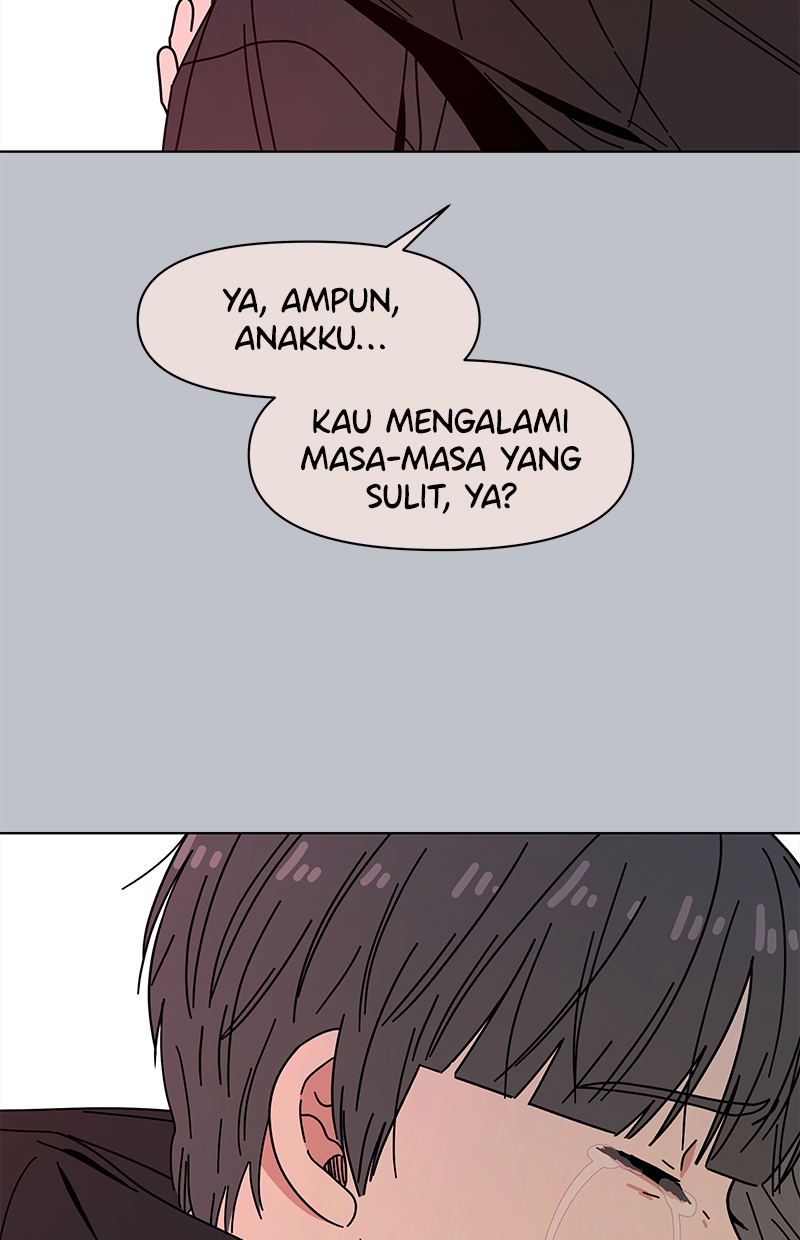 YA, AMPUN,
ANAKKU...
KAU MENGALAMI
MASA-MASA YANG
SULIT, YA?